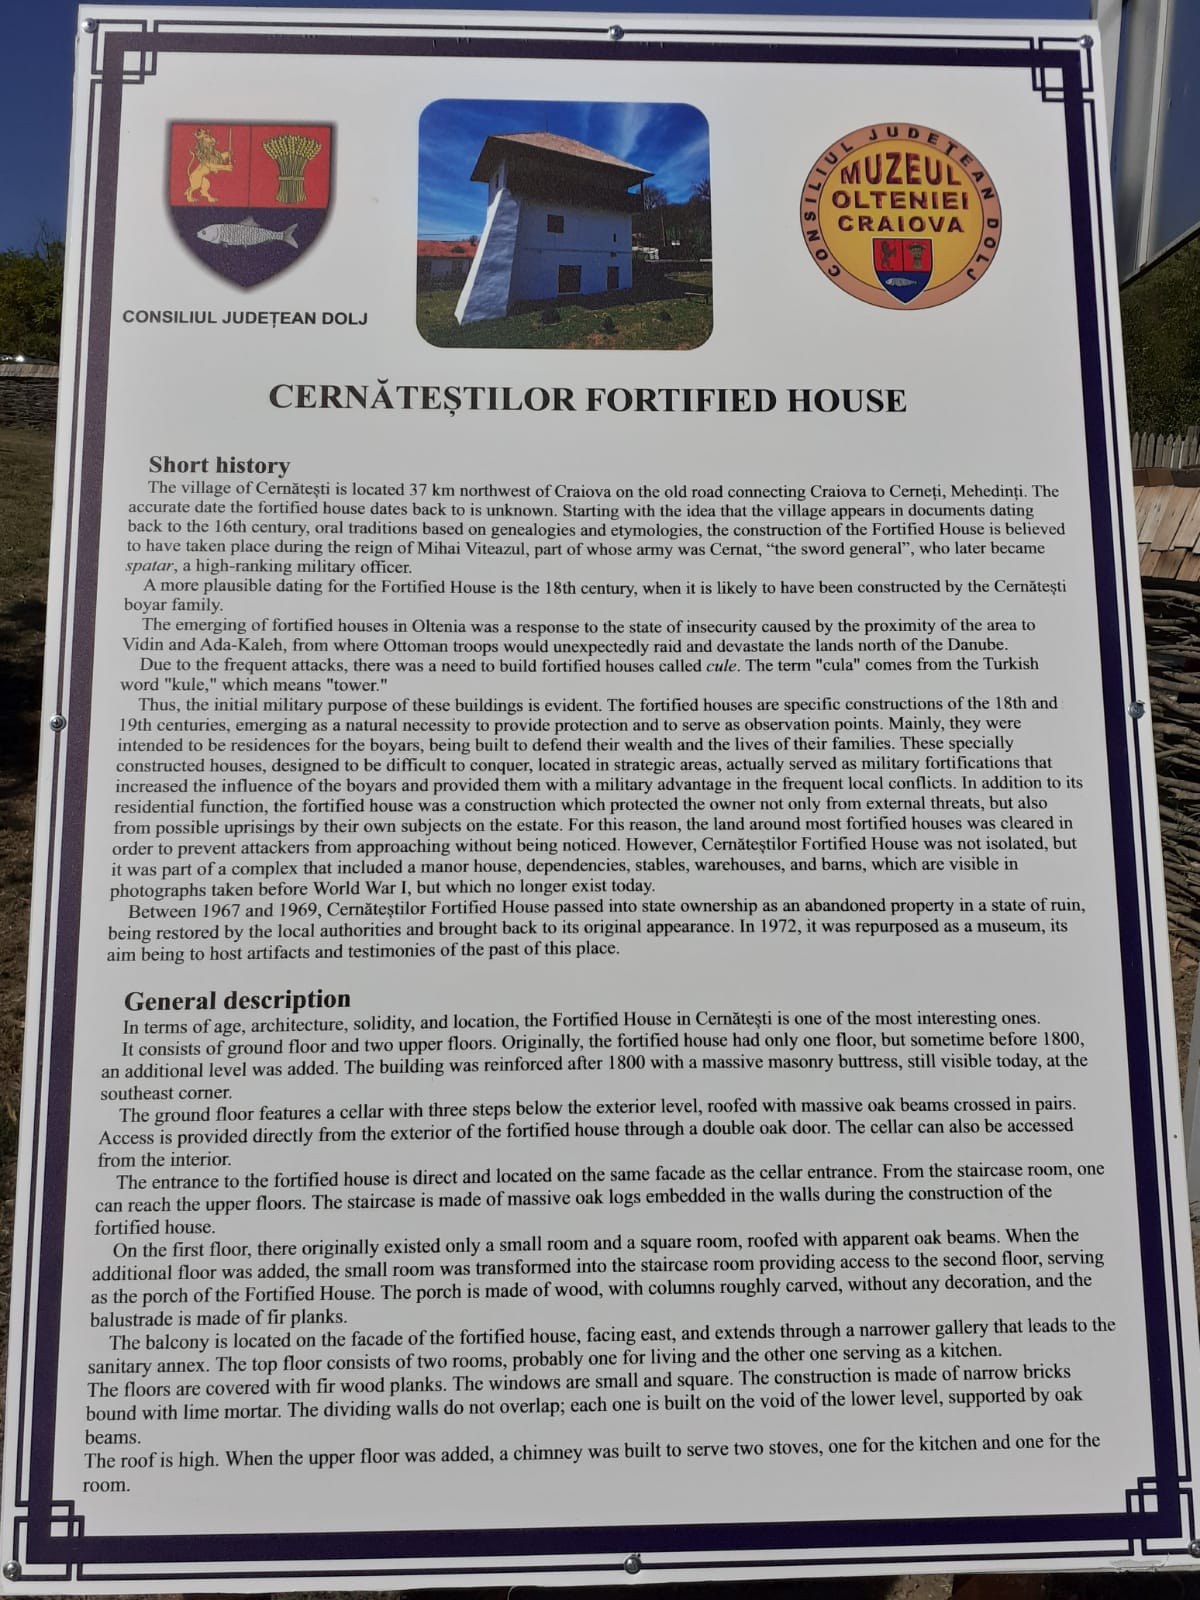 CONSILIUL JUDEȚEAN DOLJ
CONSILIUL JUDEȚEAN DOLJ
MUZEUL
OLTENIEI
CRAIOVA
CERNĂTEȘTILOR FORTIFIED HOUSE
Short history
The village of Cernătești is located 37 km northwest of Craiova on the old road connecting Craiova to Cerneți, Mehedinți. The
accurate date the fortified house dates back to is unknown. Starting with the idea that the village appears in documents dating
back to the 16th century, oral traditions based on genealogies and etymologies, the construction of the Fortified House is believed
to have taken place during the reign of Mihai Viteazul, part of whose army was Cernat, “the sword general”, who later became
spatar, a high-ranking military officer.
A more plausible dating for the Fortified House is the 18th century, when it is likely to have been constructed by the Cernătești
boyar family.
The emerging of fortified houses in Oltenia was a response to the state of insecurity caused by the proximity of the area to
Vidin and Ada-Kaleh, from where Ottoman troops would unexpectedly raid and devastate the lands north of the Danube.
Due to the frequent attacks, there was a need to build fortified houses called cule. The term "cula" comes from the Turkish
word "kule," which means "tower."
Thus, the initial military purpose of these buildings is evident. The fortified houses are specific constructions of the 18th and
19th centuries, emerging as a natural necessity to provide protection and to serve as observation points. Mainly, they were
intended to be residences for the boyars, being built to defend their wealth and the lives of their families. These specially
constructed houses, designed to be difficult to conquer, located in strategic areas, actually served as military fortifications that
increased the influence of the boyars and provided them with a military advantage in the frequent local conflicts. In addition to its
residential function, the fortified house was a construction which protected the owner not only from external threats, but also
from possible uprisings by their own subjects on the estate. For this reason, the land around most fortified houses was cleared in
order to prevent attackers from approaching without being noticed. However, Cernăteștilor Fortified House was not isolated, but
it was part of a complex that included a manor house, dependencies, stables, warehouses, and barns, which are visible in
photographs taken before World War I, but which no longer exist today.
Between 1967 and 1969, Cernăteștilor Fortified House passed into state ownership as an abandoned property in a state of ruin,
being restored by the local authorities and brought back to its original appearance. In 1972, it was repurposed as a museum, its
aim being to host artifacts and testimonies of the past of this place.
General description
In terms of age, architecture, solidity, and location, the Fortified House in Cernătești is one of the most interesting ones.
It consists of ground floor and two upper floors. Originally, the fortified house had only one floor, but sometime before 1800,
an additional level was added. The building was reinforced after 1800 with a massive masonry buttress, still visible today, at the
southeast corner.
The ground floor features a cellar with three steps below the exterior level, roofed with massive oak beams crossed in pairs.
Access is provided directly from the exterior of the fortified house through a double oak door. The cellar can also be accessed
from the interior.
The entrance to the fortified house is direct and located on the same facade as the cellar entrance. From the staircase room, one
can reach the upper floors. The staircase is made of massive oak logs embedded in the walls during the construction of the
fortified house.
On the first floor, there originally existed only a small room and a square room, roofed with apparent oak beams. When the
additional floor was added, the small room was transformed into the staircase room providing access to the second floor, serving
as the porch of the Fortified House. The porch is made of wood, with columns roughly carved, without any decoration, and the
balustrade is made of fir planks.
The balcony is located on the facade of the fortified house, facing east, and extends through a narrower gallery that leads to the
sanitary annex. The top floor consists of two rooms, probably one for living and the other one serving as a kitchen.
The floors are covered with fir wood planks. The windows are small and square. The construction is made of narrow bricks
bound with lime mortar. The dividing walls do not overlap; each one is built on the void of the lower level, supported by oak
beams.
The roof is high. When the upper floor was added, a chimney was built to serve two stoves, one for the kitchen and one for the
room.